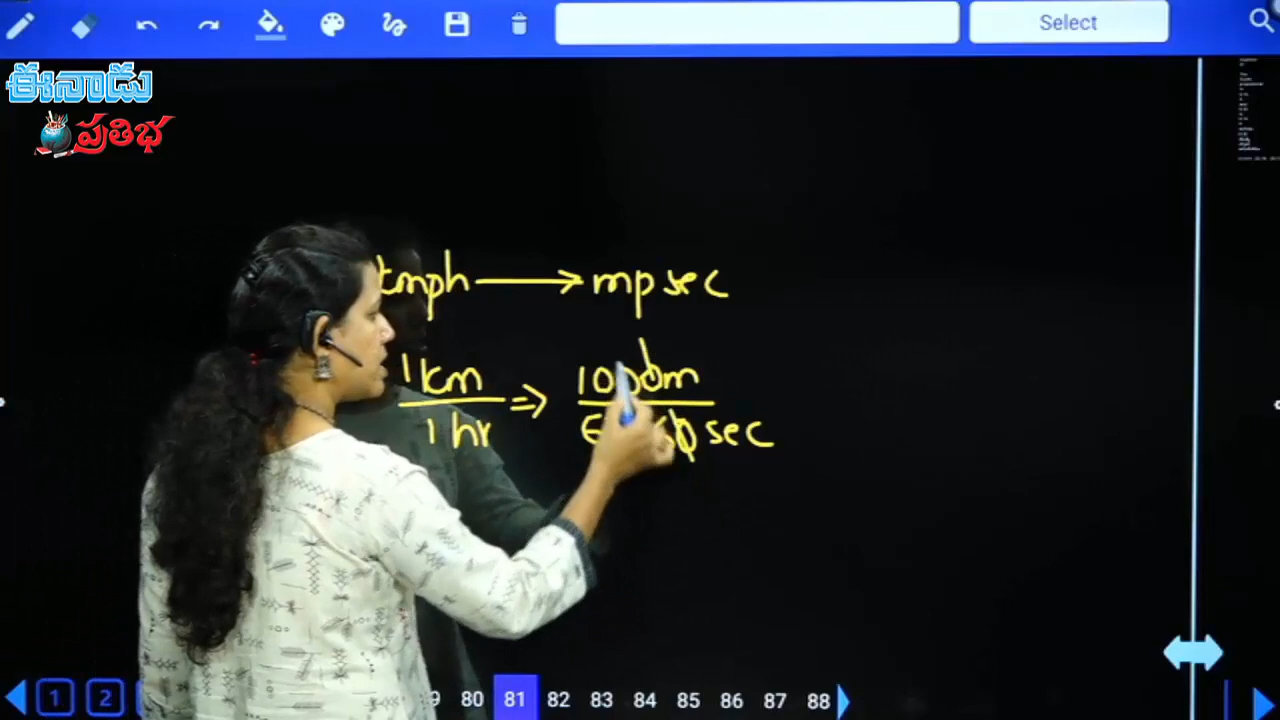 Select
ఈనాడు
ప్రతిభ
kmph → mpsec
1km / 1hr ⇒ 1000m / 60 sec
1 2 80 81 82 83 84 85 86 87 88